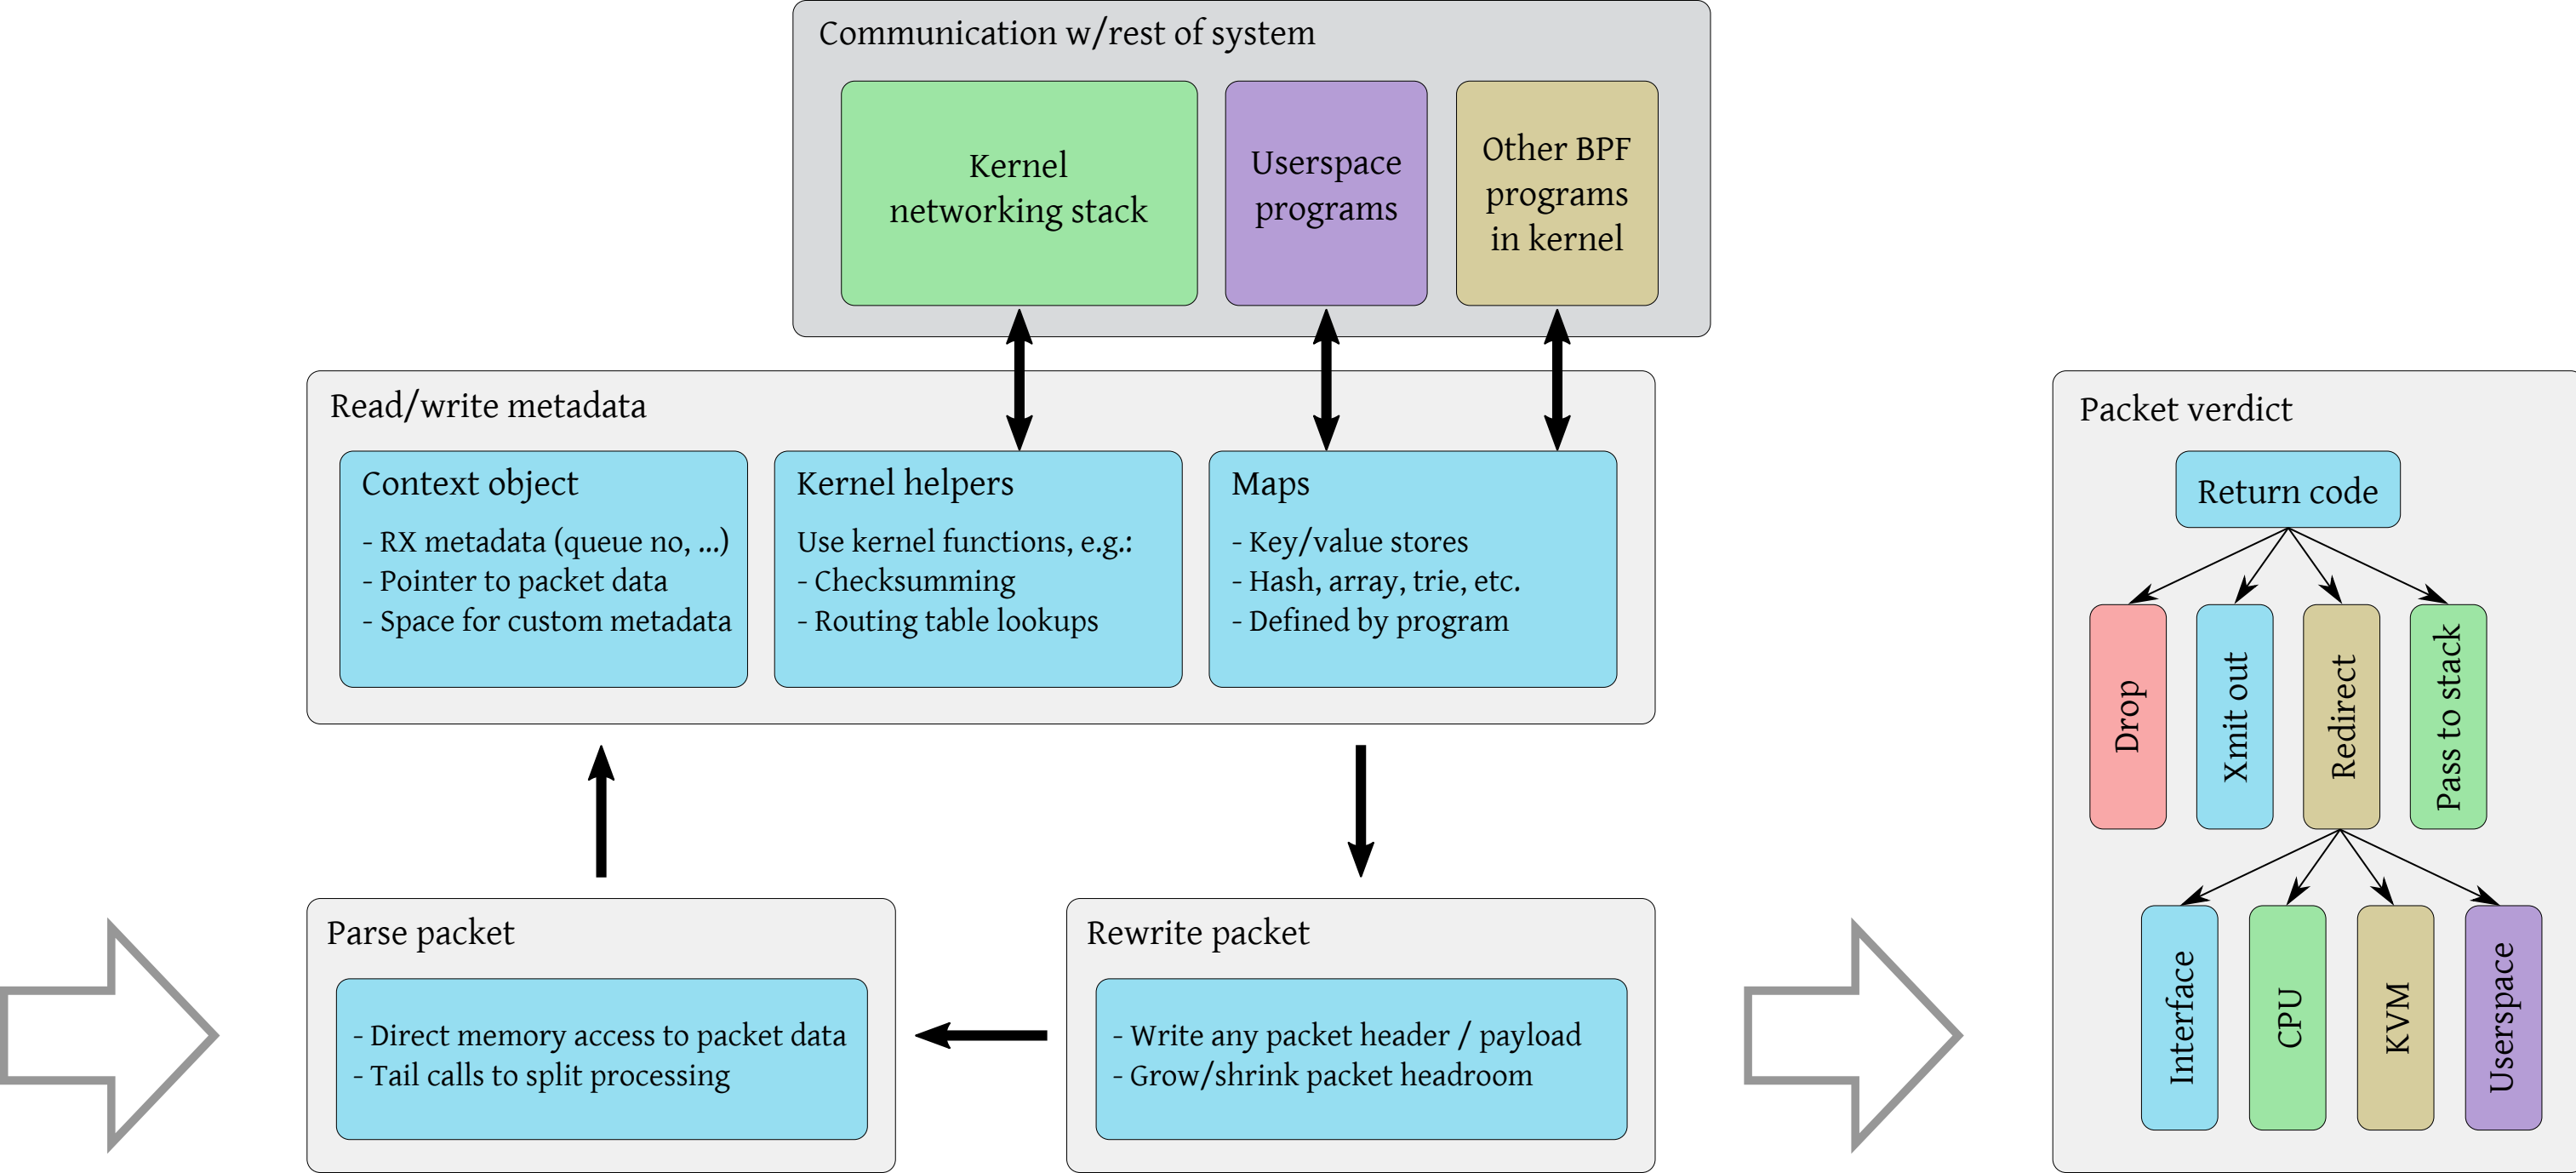 Communication w/rest of system
Kernel
networking stack
Userspace
programs
Other BPF
programs
in kernel
Read/write metadata
Context object
- RX metadata (queue no, ...)
- Pointer to packet data
- Space for custom metadata
Kernel helpers
Use kernel functions, e.g.:
- Checksumming
- Routing table lookups
Maps
- Key/value stores
- Hash, array, trie, etc.
- Defined by program
Parse packet
- Direct memory access to packet data
- Tail calls to split processing
Rewrite packet
- Write any packet header / payload
- Grow/shrink packet headroom
Packet verdict
Return code
Drop
Xmit out
Redirect
Pass to stack
Interface
CPU
KVM
Userspace